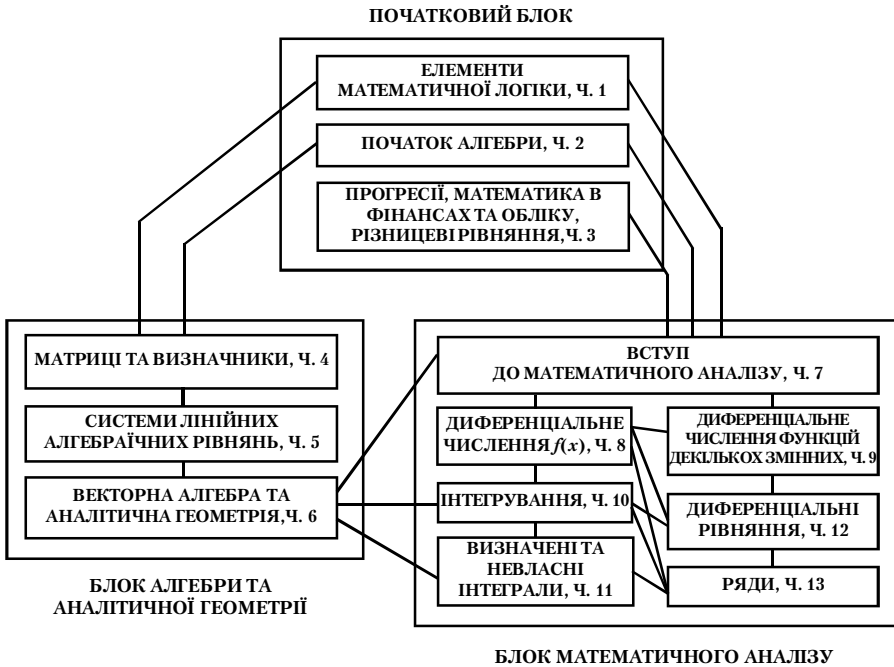 ПОЧАТКОВИЙ БЛОК
ЕЛЕМЕНТИ
МАТЕМАТИЧНОЇ ЛОГІКИ, Ч. 1
ПОЧАТОК АЛГЕБРИ, Ч. 2
ПРОГРЕСІЇ, МАТЕМАТИКА В
ФІНАНСАХ ТА ОБЛІКУ,
РІЗНИЦЕВІ РІВНЯННЯ, Ч. 3
МАТРИЦІ ТА ВИЗНАЧНИКИ, Ч. 4
СИСТЕМИ ЛІНІЙНИХ
АЛГЕБРАЇЧНИХ РІВНЯНЬ, Ч. 5
ВЕКТОРНА АЛГЕБРА ТА
АНАЛІТИЧНА ГЕОМЕТРІЯ, Ч. 6
БЛОК АЛГЕБРИ ТА
АНАЛІТИЧНОЇ ГЕОМЕТРІЇ
ВСТУП
ДО МАТЕМАТИЧНОГО АНАЛІЗУ, Ч. 7
ДИФЕРЕНЦІАЛЬНЕ
ЧИСЛЕННЯ f(x), Ч. 8
ДИФЕРЕНЦІАЛЬНЕ
ЧИСЛЕННЯ ФУНКЦІЙ
ДЕКІЛЬКОХ ЗМІННИХ, Ч. 9
ІНТЕГРУВАННЯ, Ч. 10
ДИФЕРЕНЦІАЛЬНІ
РІВНЯННЯ, Ч. 12
ВИЗНАЧЕНІ ТА
НЕВЛАСНІ
ІНТЕГРАЛИ, Ч. 11
РЯДИ, Ч. 13
БЛОК МАТЕМАТИЧНОГО АНАЛІЗУ